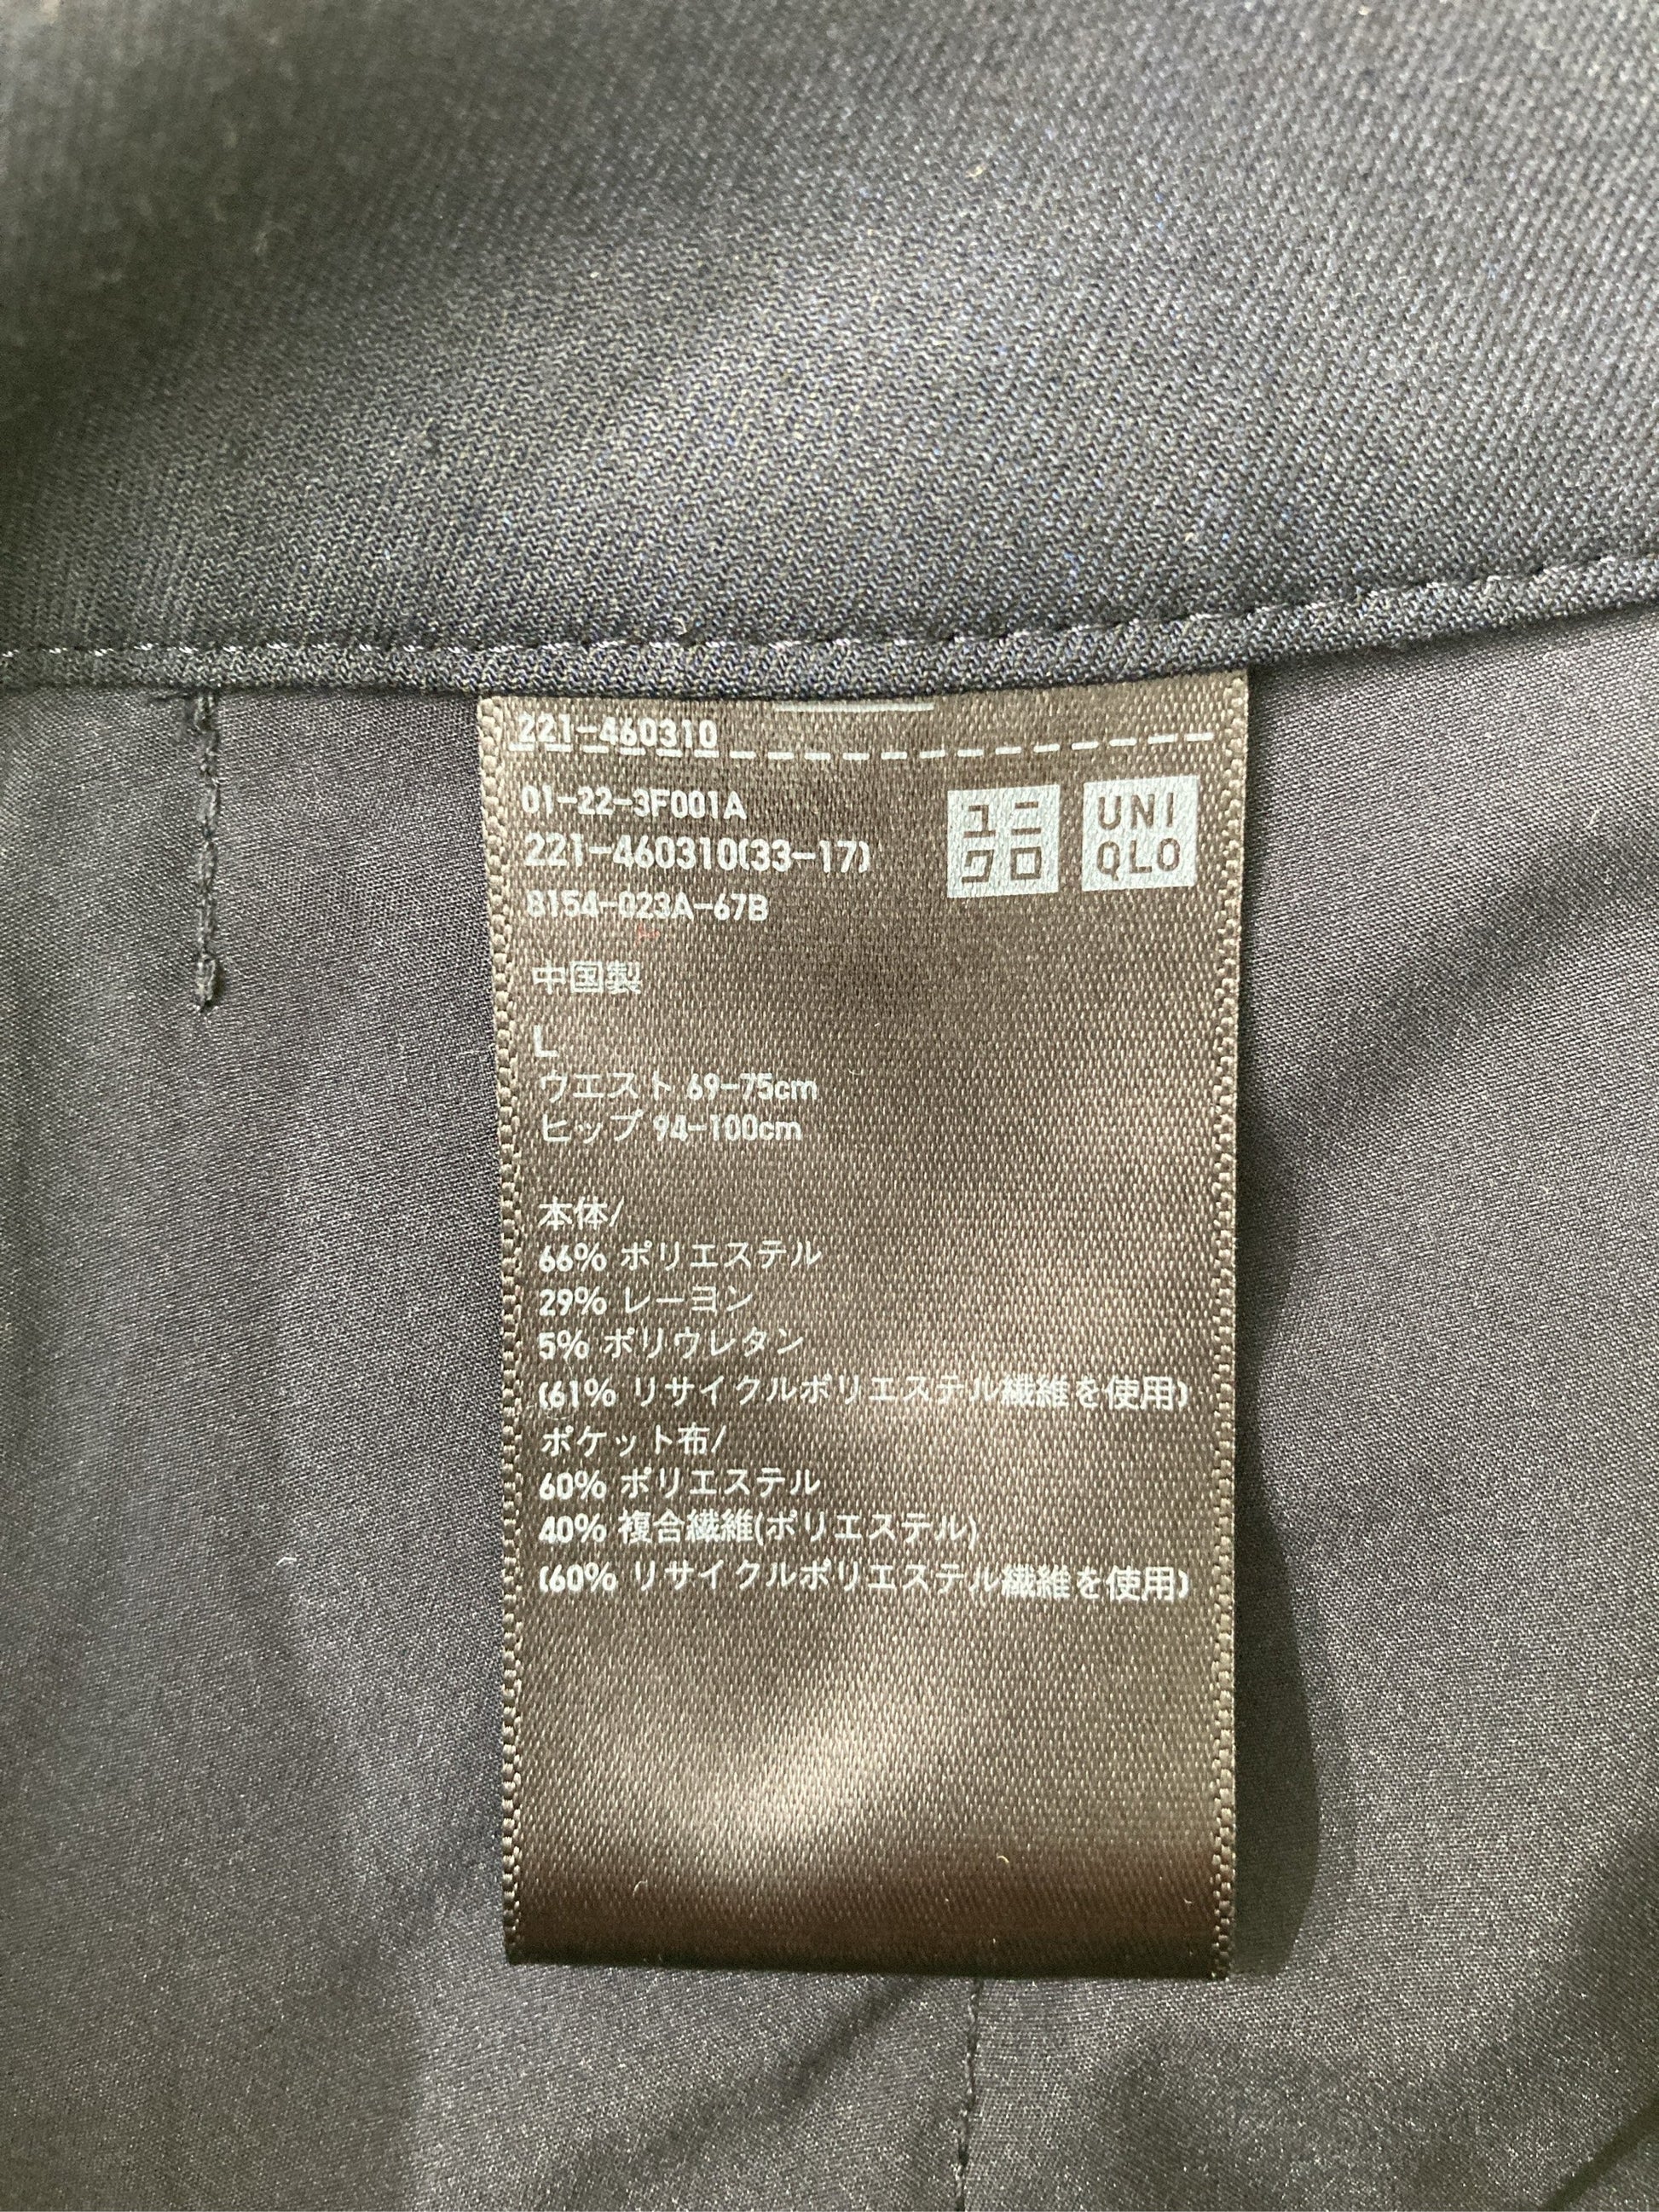 221-460310
01-22-3F001A
221-460310(33-17)
8154-023A-67B
ユニ
クロ
UNI
QLO
中国製
L
ウエスト 69-75cm
ヒップ 94-100cm
本体/
66% ポリエステル
29% レーヨン
5% ポリウレタン
(61% リサイクルポリエステル繊維を使用)
ポケット布/
60% ポリエステル
40% 複合繊維(ポリエステル)
(60% リサイクルポリエステル繊維を使用)